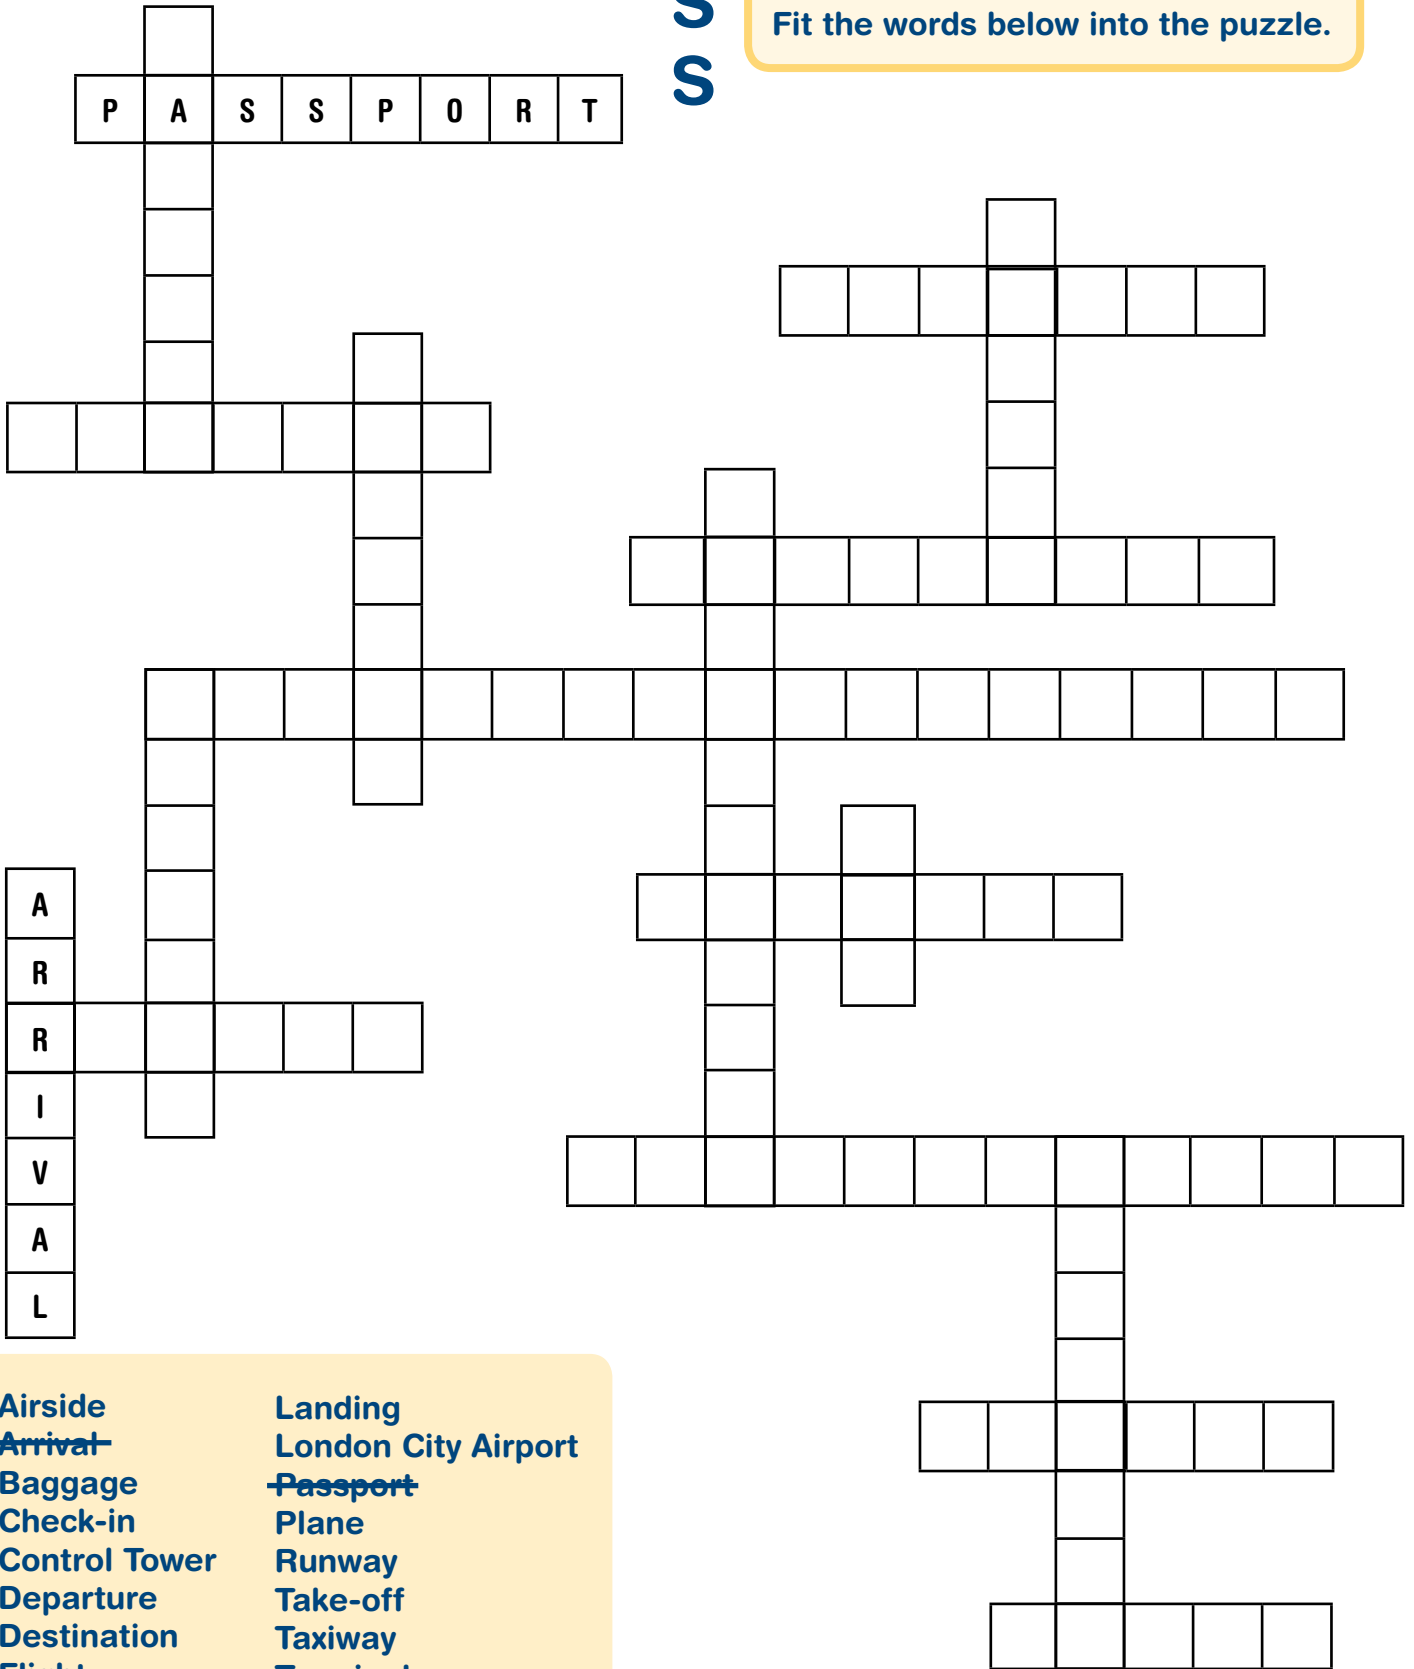 S
S
Fit the words below into the puzzle.
P A S S P O R T
A
R
R
I
V
A
L
Airside
Arrival
Baggage
Check-in
Control Tower
Departure
Destination
Landing
London City Airport
Passport
Plane
Runway
Take-off
Taxiway